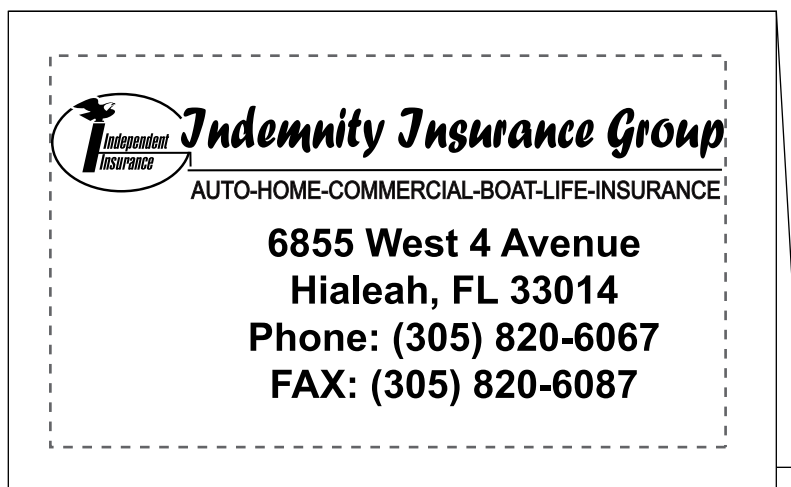 Independent
Insurance
Indemnity Insurance Group
AUTO-HOME-COMMERCIAL-BOAT-LIFE-INSURANCE
6855 West 4 Avenue
Hialeah, FL 33014
Phone: (305) 820-6067
FAX: (305) 820-6087